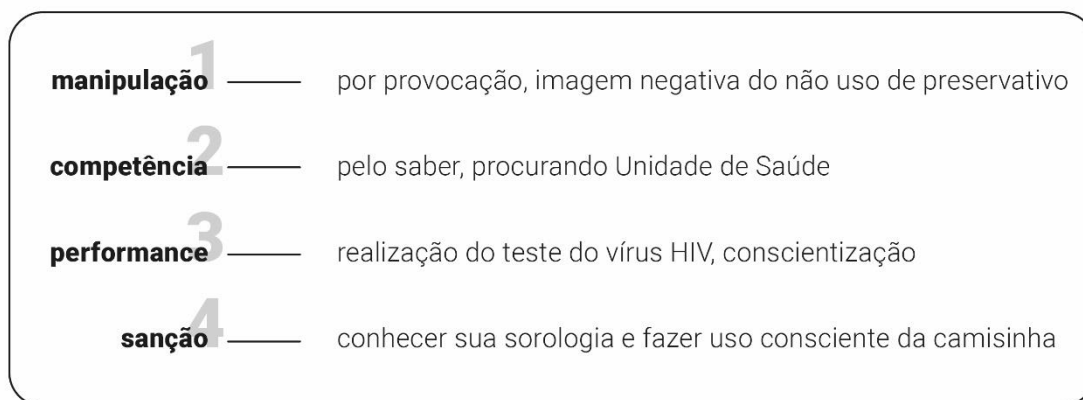 manipulação 1 por provocação, imagem negativa do não uso de preservativo
competência 2 pelo saber, procurando Unidade de Saúde
performance 3 realização do teste do vírus HIV, conscientização
sanção 4 conhecer sua sorologia e fazer uso consciente da camisinha